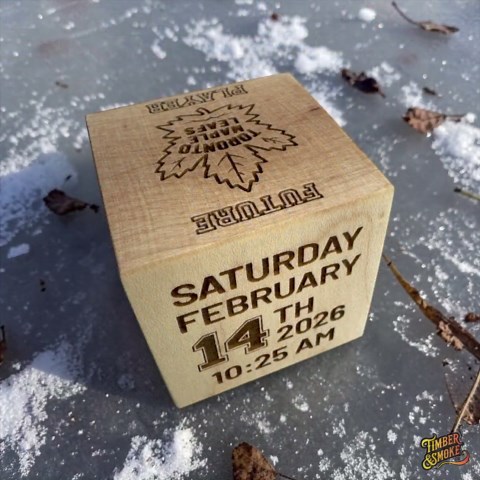 FUTURE
TORONTO
MAPLE
LEAFS
PLAYER
SATURDAY
FEBRUARY
14TH
2026
10:25 AM
TIMBER
&SMOKE